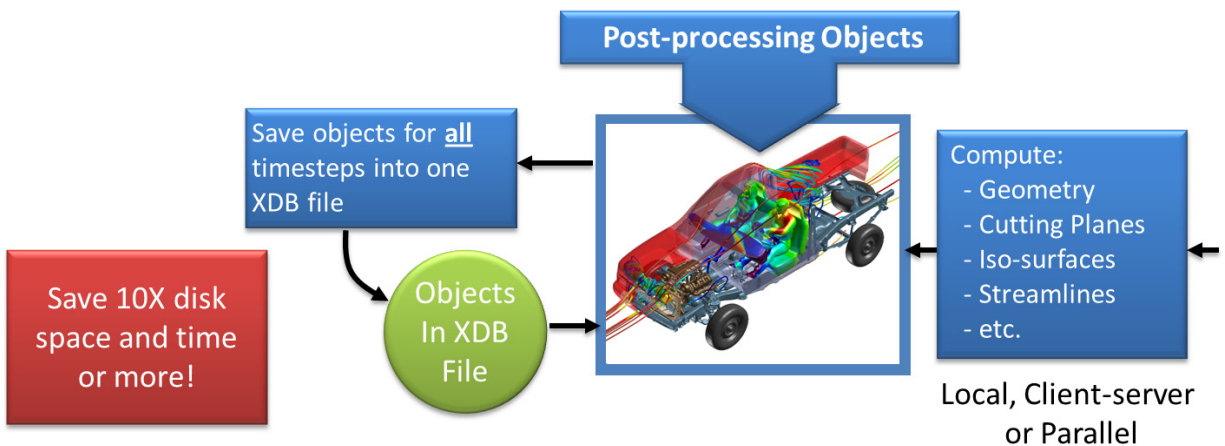 Post-processing Objects
Save objects for all
timesteps into one
XDB file
Compute:
- Geometry
- Cutting Planes
- Iso-surfaces
- Streamlines
- etc.
Save 10X disk
space and time
or more!
Objects
In XDB
File
Local, Client-server
or Parallel